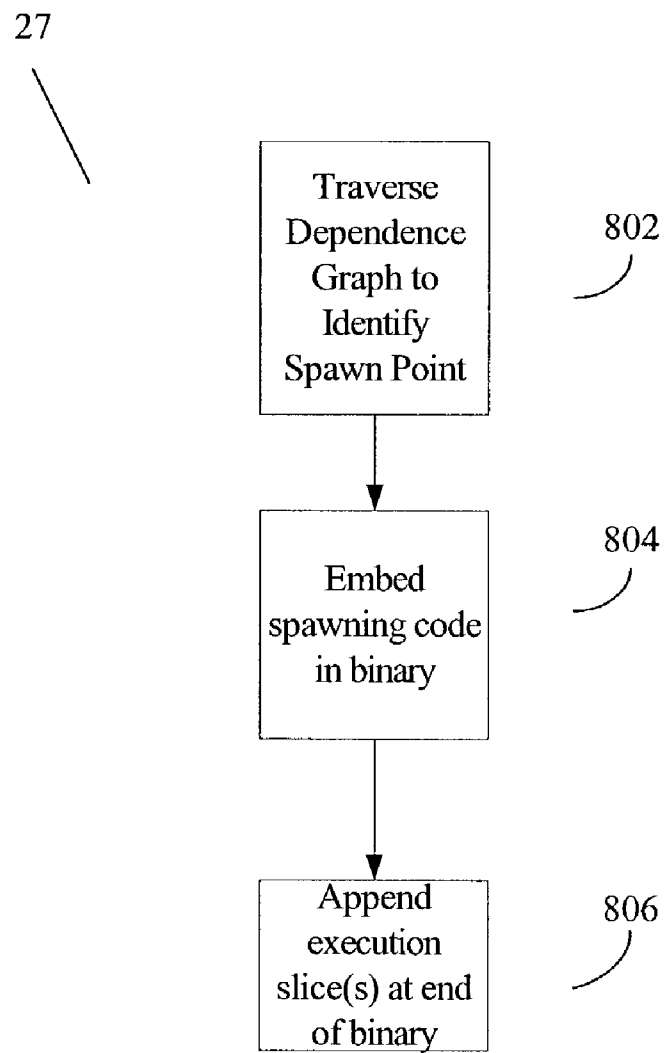 27
Traverse
Dependence
Graph to
Identify
Spawn Point
802
Embed
spawning code
in binary
804
Append
execution
slice(s) at end
of binary
806